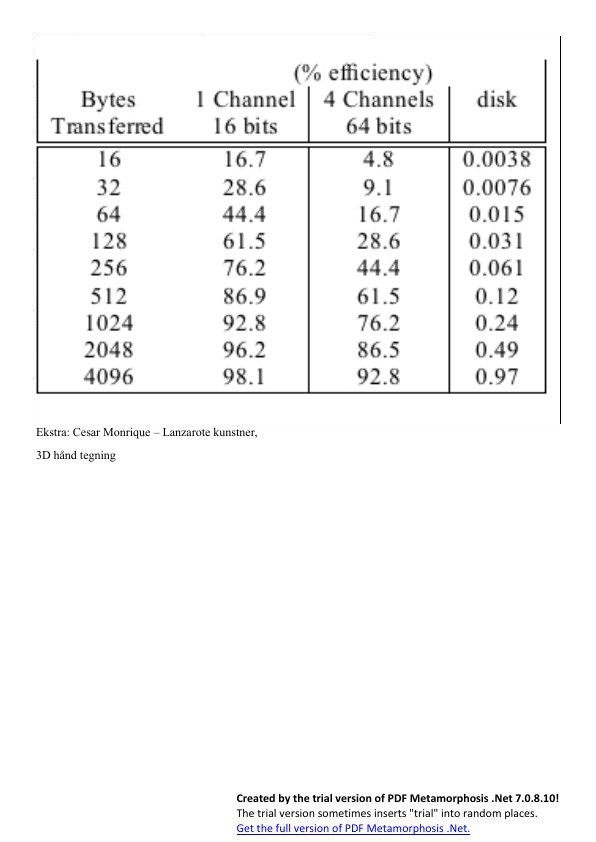 (% efficiency)
Bytes 1 Channel 4 Channels disk
Transferred 16 bits 64 bits
16 16.7 4.8 0.0038
32 28.6 9.1 0.0076
64 44.4 16.7 0.015
128 61.5 28.6 0.031
256 76.2 44.4 0.061
512 86.9 61.5 0.12
1024 92.8 76.2 0.24
2048 96.2 86.5 0.49
4096 98.1 92.8 0.97
Ekstra: Cesar Monrique – Lanzarote kunstner,
3D hånd tegning
Created by the trial version of PDF Metamorphosis .Net 7.0.8.10!
The trial version sometimes inserts "trial" into random places.
Get the full version of PDF Metamorphosis .Net.